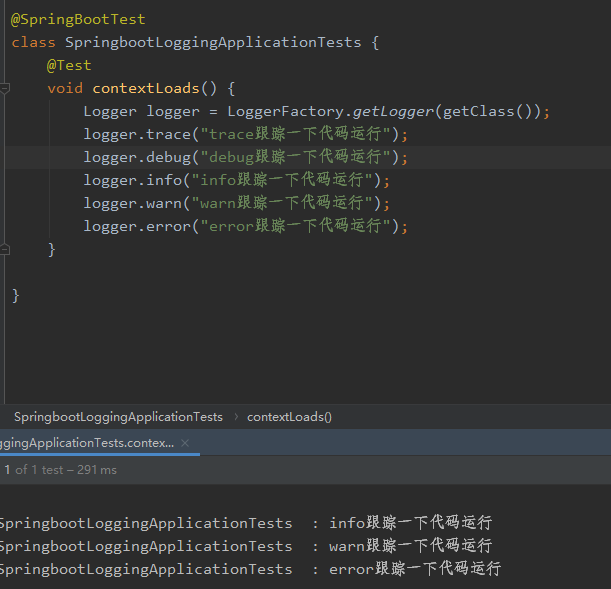 @SpringBootTest
class SpringbootLoggingApplicationTests {
@Test
void contextLoads() {
Logger logger = LoggerFactory.getLogger(getClass());
logger.trace("trace跟踪一下代码运行");
logger.debug("debug跟踪一下代码运行");
logger.info("info跟踪一下代码运行");
logger.warn("warn跟踪一下代码运行");
logger.error("error跟踪一下代码运行");
}
}
SpringbootLoggingApplicationTests › contextLoads()
ggingApplicationTests.contex... ×
1 of 1 test – 291 ms
SpringbootLoggingApplicationTests : info跟踪一下代码运行
SpringbootLoggingApplicationTests : warn跟踪一下代码运行
SpringbootLoggingApplicationTests : error跟踪一下代码运行